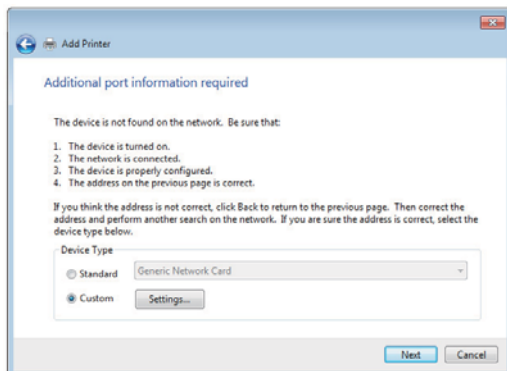 Add Printer
Additional port information required
The device is not found on the network. Be sure that:
1. The device is turned on.
2. The network is connected.
3. The device is properly configured.
4. The address on the previous page is correct.
If you think the address is not correct, click Back to return to the previous page. Then correct the
address and perform another search on the network. If you are sure the address is correct, select the
device type below.
Device Type
Standard
Generic Network Card
Custom
Settings...
Next
Cancel